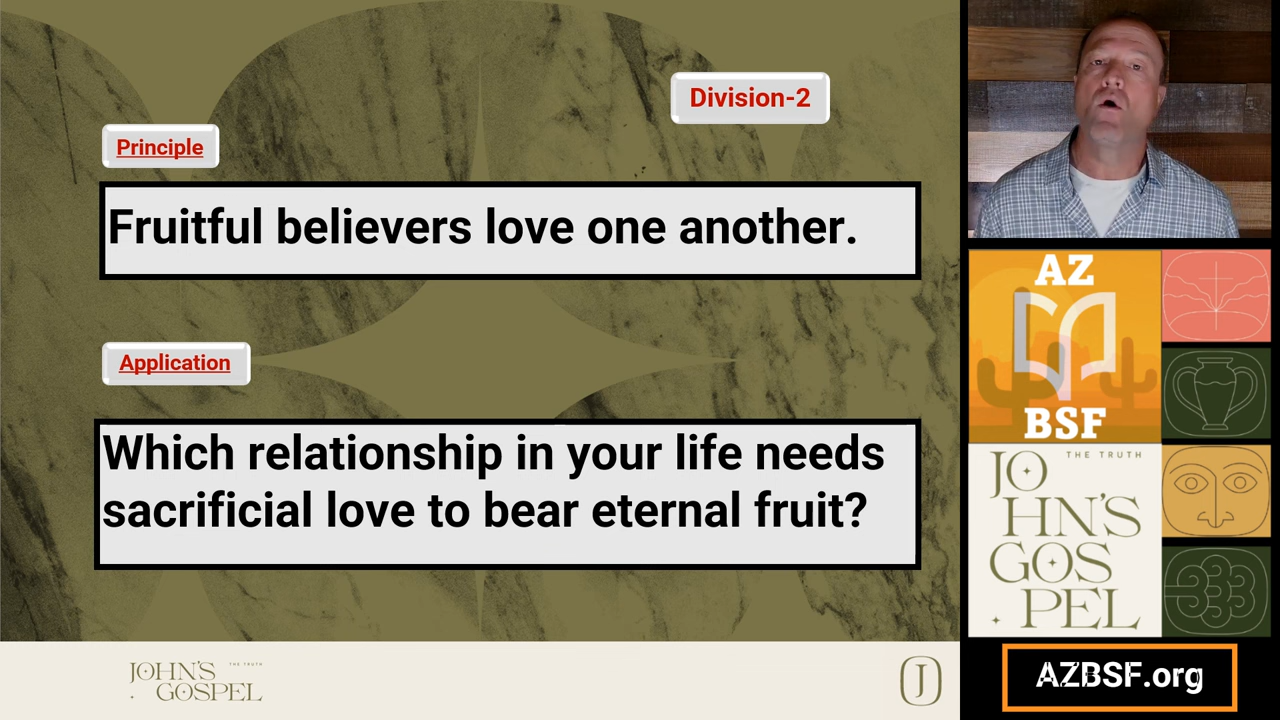 Division-2
Principle
Fruitful believers love one another.
Application
Which relationship in your life needs
sacrificial love to bear eternal fruit?
JOHN'S THE TRUTH
GOSPEL
J
AZ
BSF
THE TRUTH
JO
HN'S
GOS
PEL
AZBSF.org